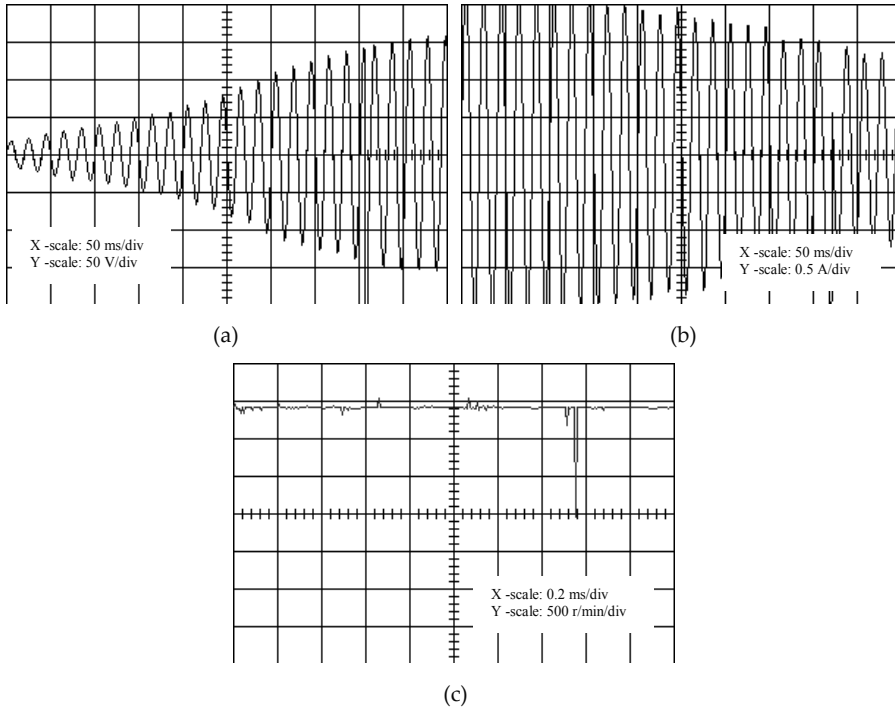 X -scale: 50 ms/div
Y -scale: 50 V/div
X -scale: 50 ms/div
Y -scale: 0.5 A/div
(a)
(b)
X -scale: 0.2 ms/div
Y -scale: 500 r/min/div
(c)